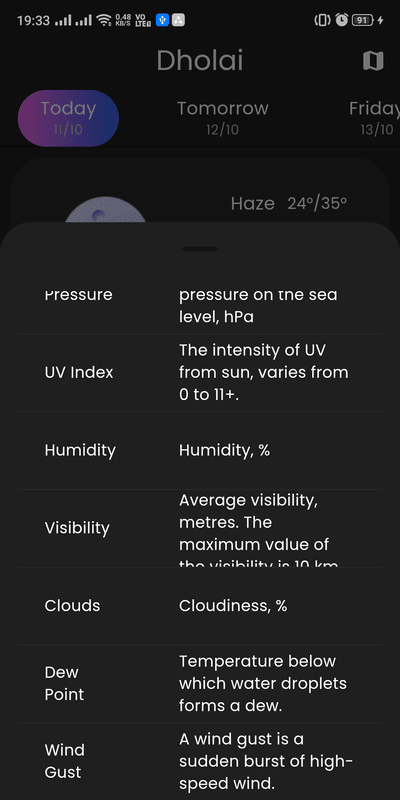 19:33 0.48 KB/S VO LTE 91
Dholai
Today Tomorrow Friday
11/10 12/10 13/10
Haze 24°/35°
Pressure pressure on the sea
level, hPa
The intensity of UV
UV Index from sun, varies from
0 to 11+.
Humidity Humidity, %
Average visibility,
Visibility metres. The
maximum value of
the visibility is 10 km
Clouds Cloudiness, %
Temperature below
Dew which water droplets
Point forms a dew.
A wind gust is a
Wind sudden burst of high-
Gust speed wind.